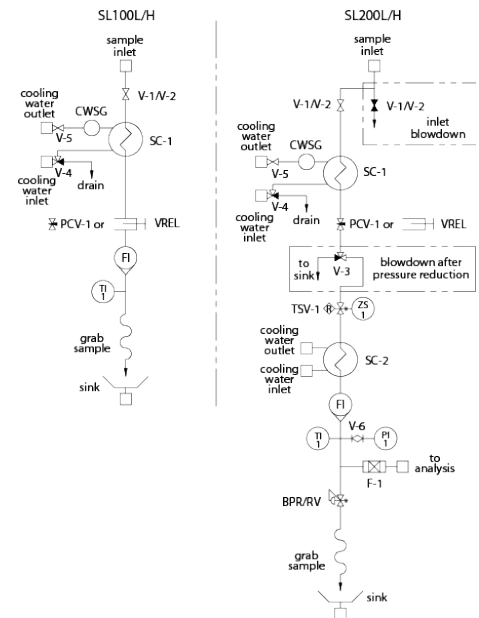 SL100L/H
sample
inlet
V-1/V-2
cooling
water
outlet
CWSG
V-5
SC-1
V-4
cooling
water
inlet
drain
PCV-1 or
VREL
FI
TI
1
grab
sample
sink
SL200L/H
sample
inlet
V-1/V-2
V-1/V-2
inlet
blowdown
cooling
water
outlet
CWSG
V-5
SC-1
V-4
cooling
water
inlet
drain
PCV-1 or
VREL
to
sink
V-3
blowdown after
pressure reduction
TSV-1
R
ZS
1
cooling
water
outlet
SC-2
cooling
water
inlet
FI
V-6
TI
1
PI
1
to
analysis
F-1
BPR/RV
grab
sample
sink